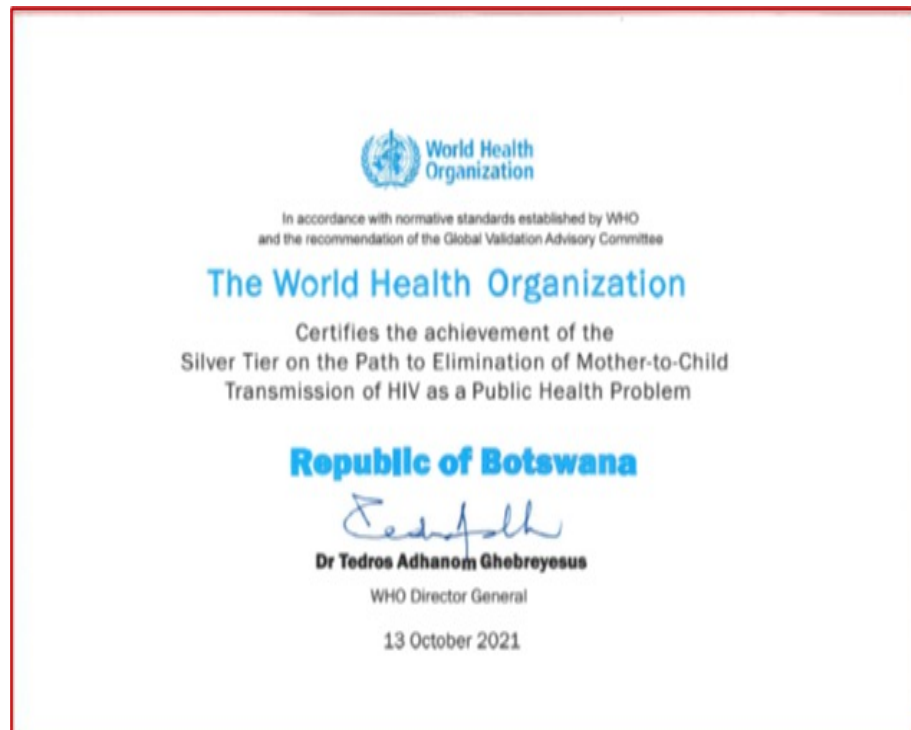 World Health
Organization
In accordance with normative standards established by WHO
and the recommendation of the Global Validation Advisory Committee
The World Health Organization
Certifies the achievement of the
Silver Tier on the Path to Elimination of Mother-to-Child
Transmission of HIV as a Public Health Problem
Republic of Botswana
Dr Tedros Adhanom Ghebreyesus
WHO Director General
13 October 2021